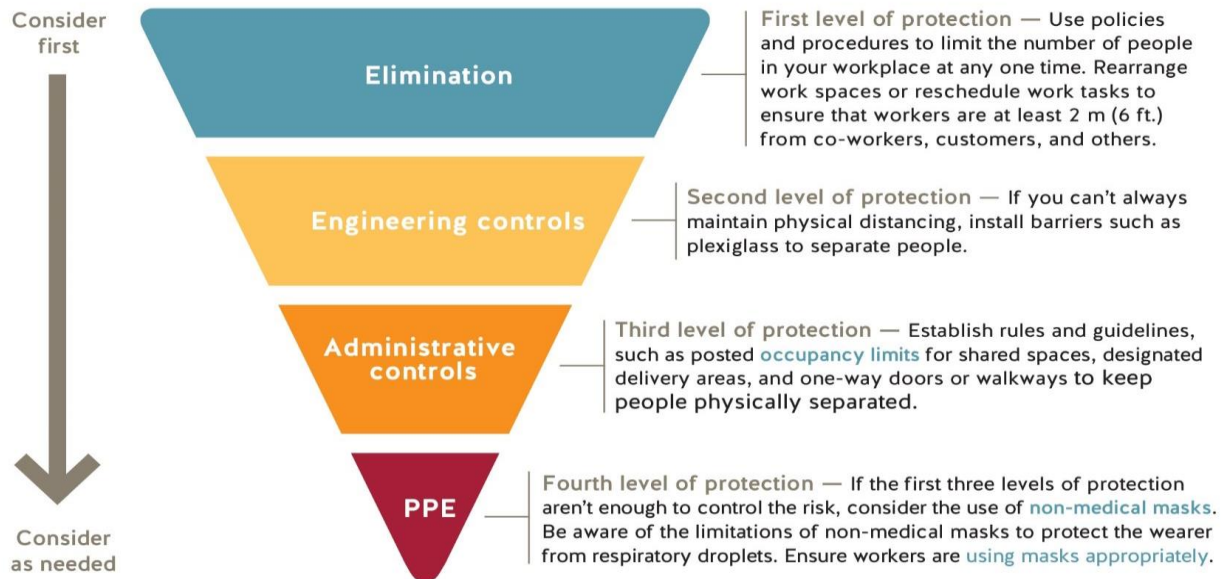 Consider
first
Elimination
First level of protection — Use policies
and procedures to limit the number of people
in your workplace at any one time. Rearrange
work spaces or reschedule work tasks to
ensure that workers are at least 2 m (6 ft.)
from co-workers, customers, and others.
Engineering controls
Second level of protection — If you can't always
maintain physical distancing, install barriers such as
plexiglass to separate people.
Administrative
controls
Third level of protection — Establish rules and guidelines,
such as posted occupancy limits for shared spaces, designated
delivery areas, and one-way doors or walkways to keep
people physically separated.
PPE
Fourth level of protection — If the first three levels of protection
aren't enough to control the risk, consider the use of non-medical masks.
Be aware of the limitations of non-medical masks to protect the wearer
from respiratory droplets. Ensure workers are using masks appropriately.
Consider
as needed